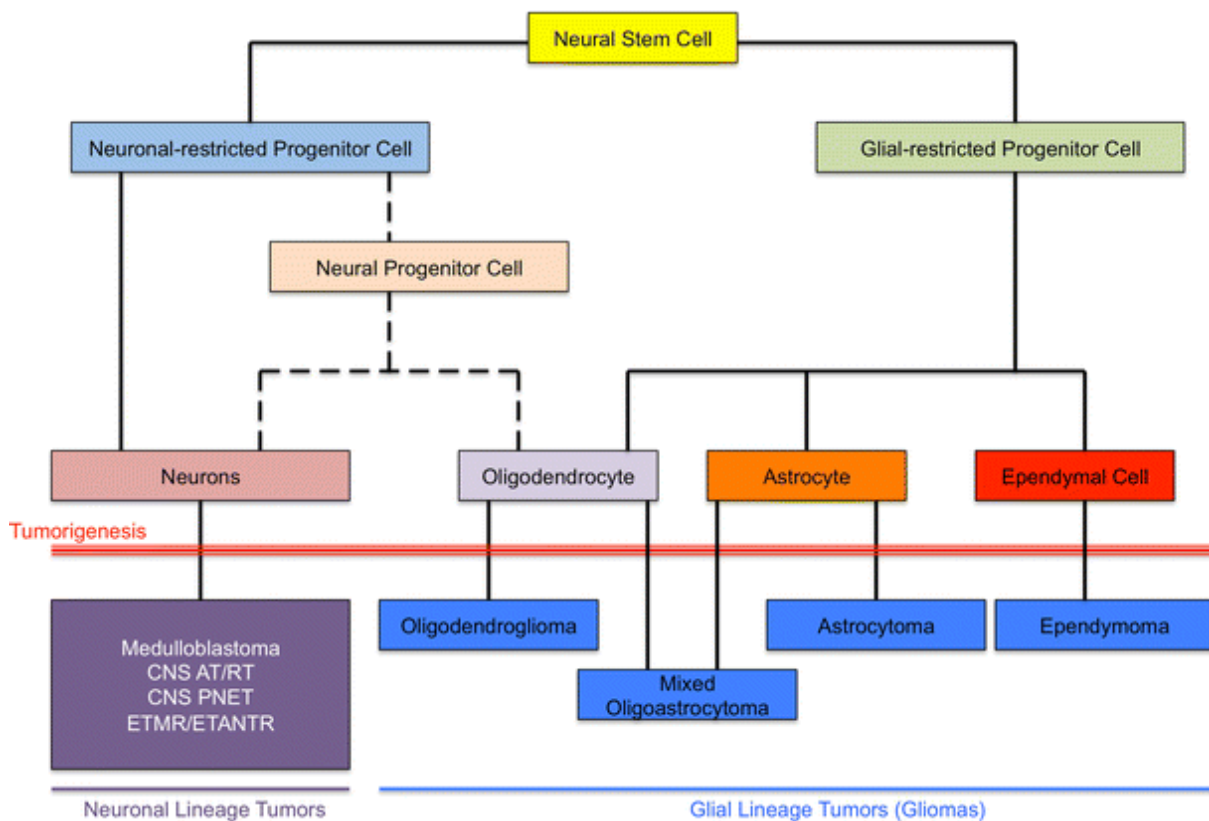 Neural Stem Cell
Neuronal-restricted Progenitor Cell
Glial-restricted Progenitor Cell
Neural Progenitor Cell
Neurons
Oligodendrocyte
Astrocyte
Ependymal Cell
Tumorigenesis
Medulloblastoma
CNS AT/RT
CNS PNET
ETMR/ETANTR
Oligodendroglioma
Mixed
Oligoastrocytoma
Astrocytoma
Ependymoma
Neuronal Lineage Tumors
Glial Lineage Tumors (Gliomas)